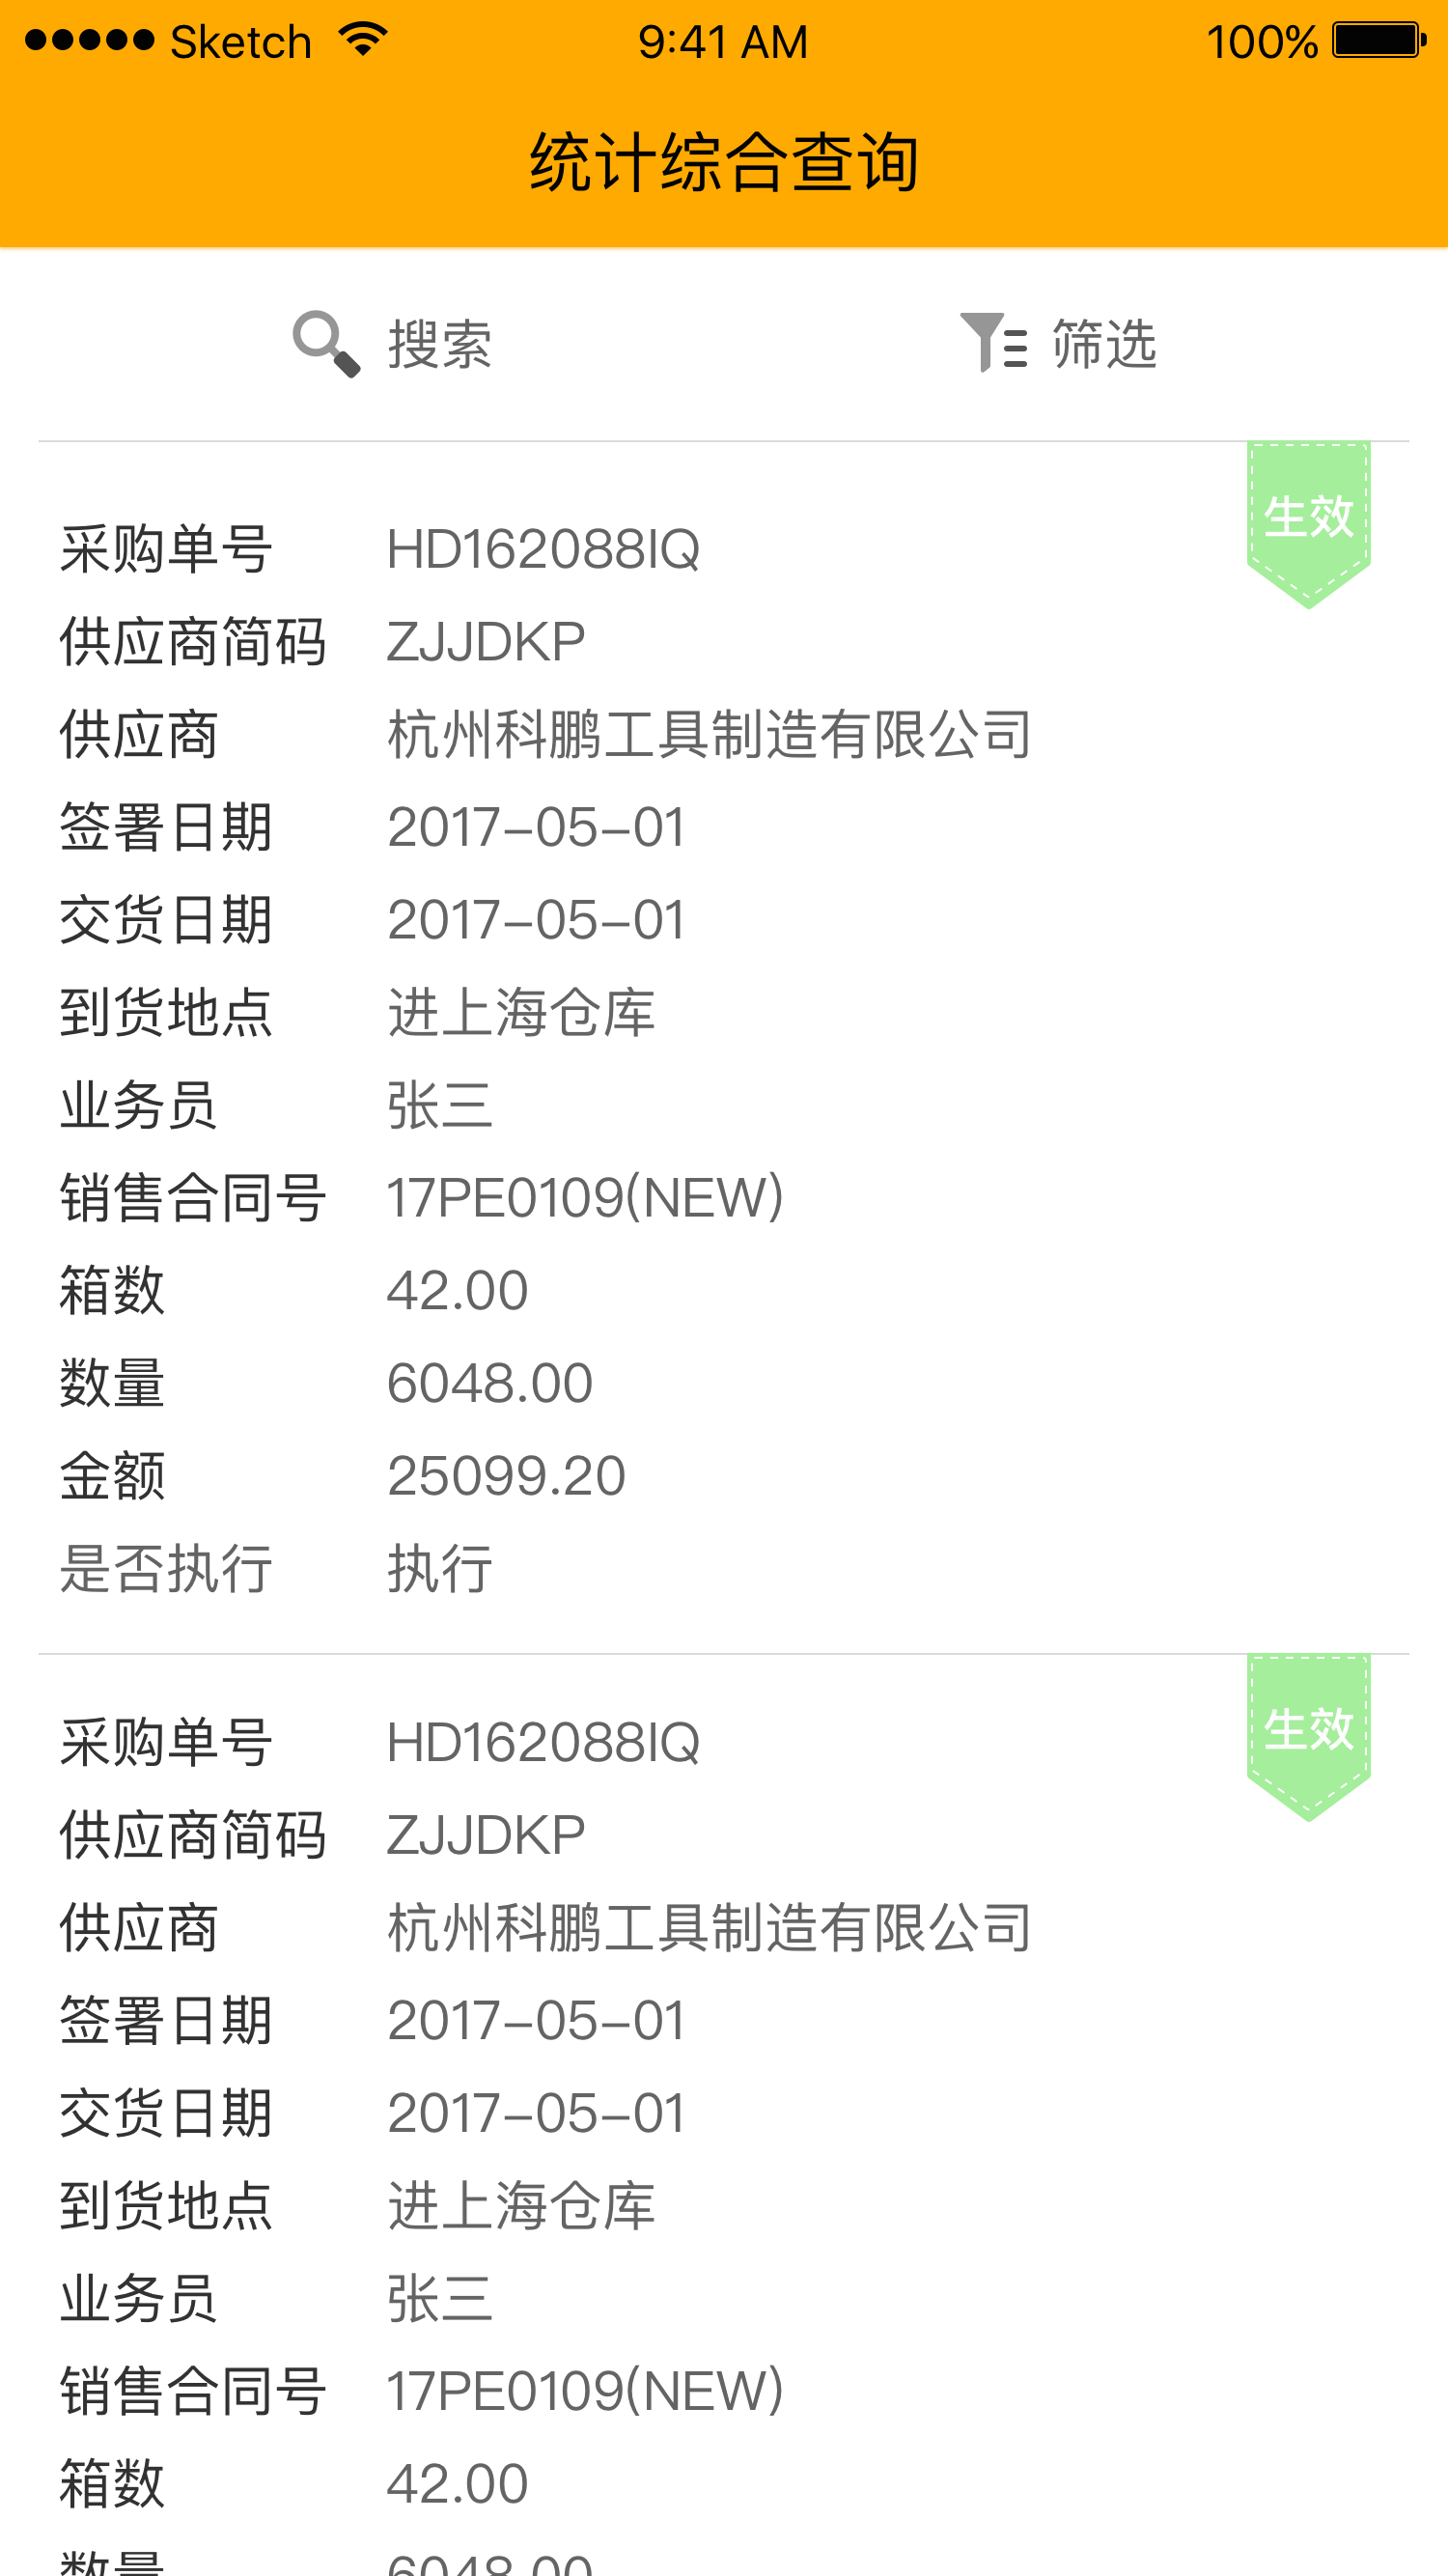 Sketch 9:41 AM 100%
统计综合查询
搜索 筛选
生效
采购单号 HD162088IQ
供应商简码 ZJJDKP
供应商 杭州科鹏工具制造有限公司
签署日期 2017-05-01
交货日期 2017-05-01
到货地点 进上海仓库
业务员 张三
销售合同号 17PE0109(NEW)
箱数 42.00
数量 6048.00
金额 25099.20
是否执行 执行
生效
采购单号 HD162088IQ
供应商简码 ZJJDKP
供应商 杭州科鹏工具制造有限公司
签署日期 2017-05-01
交货日期 2017-05-01
到货地点 进上海仓库
业务员 张三
销售合同号 17PE0109(NEW)
箱数 42.00
数量 6048.00